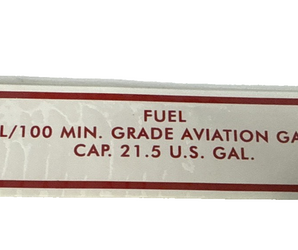 FUEL
L/100 MIN. GRADE AVIATION GA
CAP. 21.5 U.S. GAL.